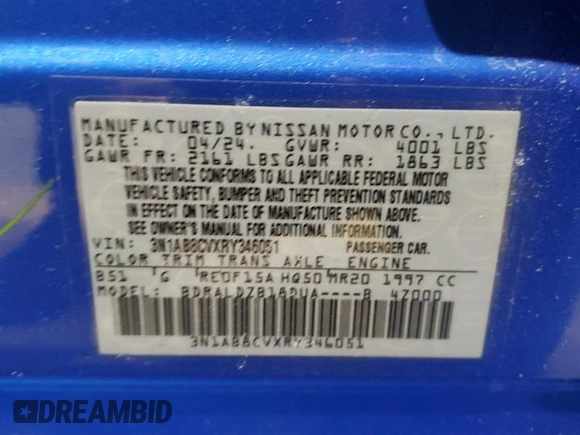 MANUFACTURED BY NISSAN MOTOR CO., LTD.
DATE: 04/24. GVWR: 4001 LBS
GAWR FR: 2161 LBS GAWR RR: 1863 LBS
THIS VEHICLE CONFORMS TO ALL APPLICABLE FEDERAL MOTOR
VEHICLE SAFETY, BUMPER AND THEFT PREVENTION STANDARDS
IN EFFECT ON THE DATE OF MANUFACTURE SHOWN ABOVE.
SEE OWNER'S MANUAL FOR ADDITIONAL INFORMATION
VIN: 3N1AB8CVXRY346051 PASSENGER CAR.
COLOR TRIM TRANS AXLE ENGINE
B51 G RE0F15A HQ50 MR20 1997 CC
MODEL: BDRALDZB18DUA----B 4Z000
3N1AB8CVXRY346051
DREAMBID